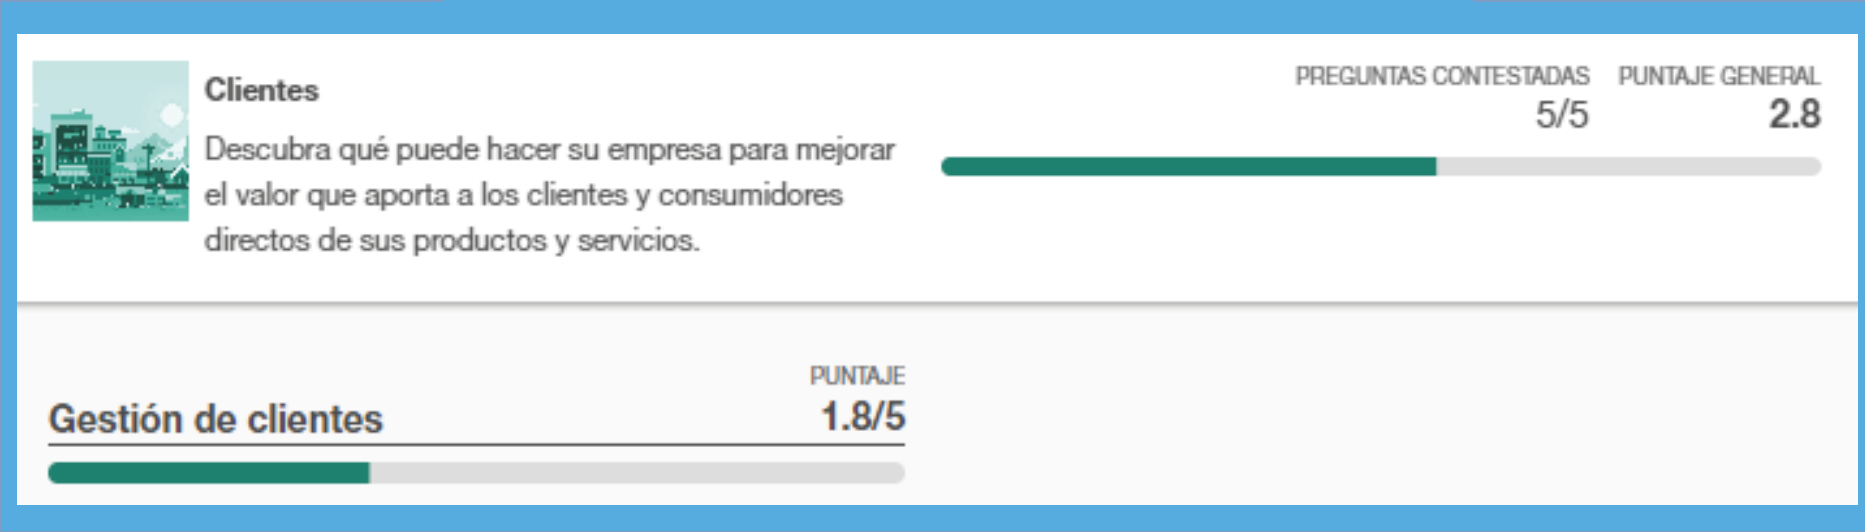 Clientes
Descubra qué puede hacer su empresa para mejorar
el valor que aporta a los clientes y consumidores
directos de sus productos y servicios.
PREGUNTAS CONTESTADAS
5/5
PUNTAJE GENERAL
2.8
Gestión de clientes
PUNTAJE
1.8/5